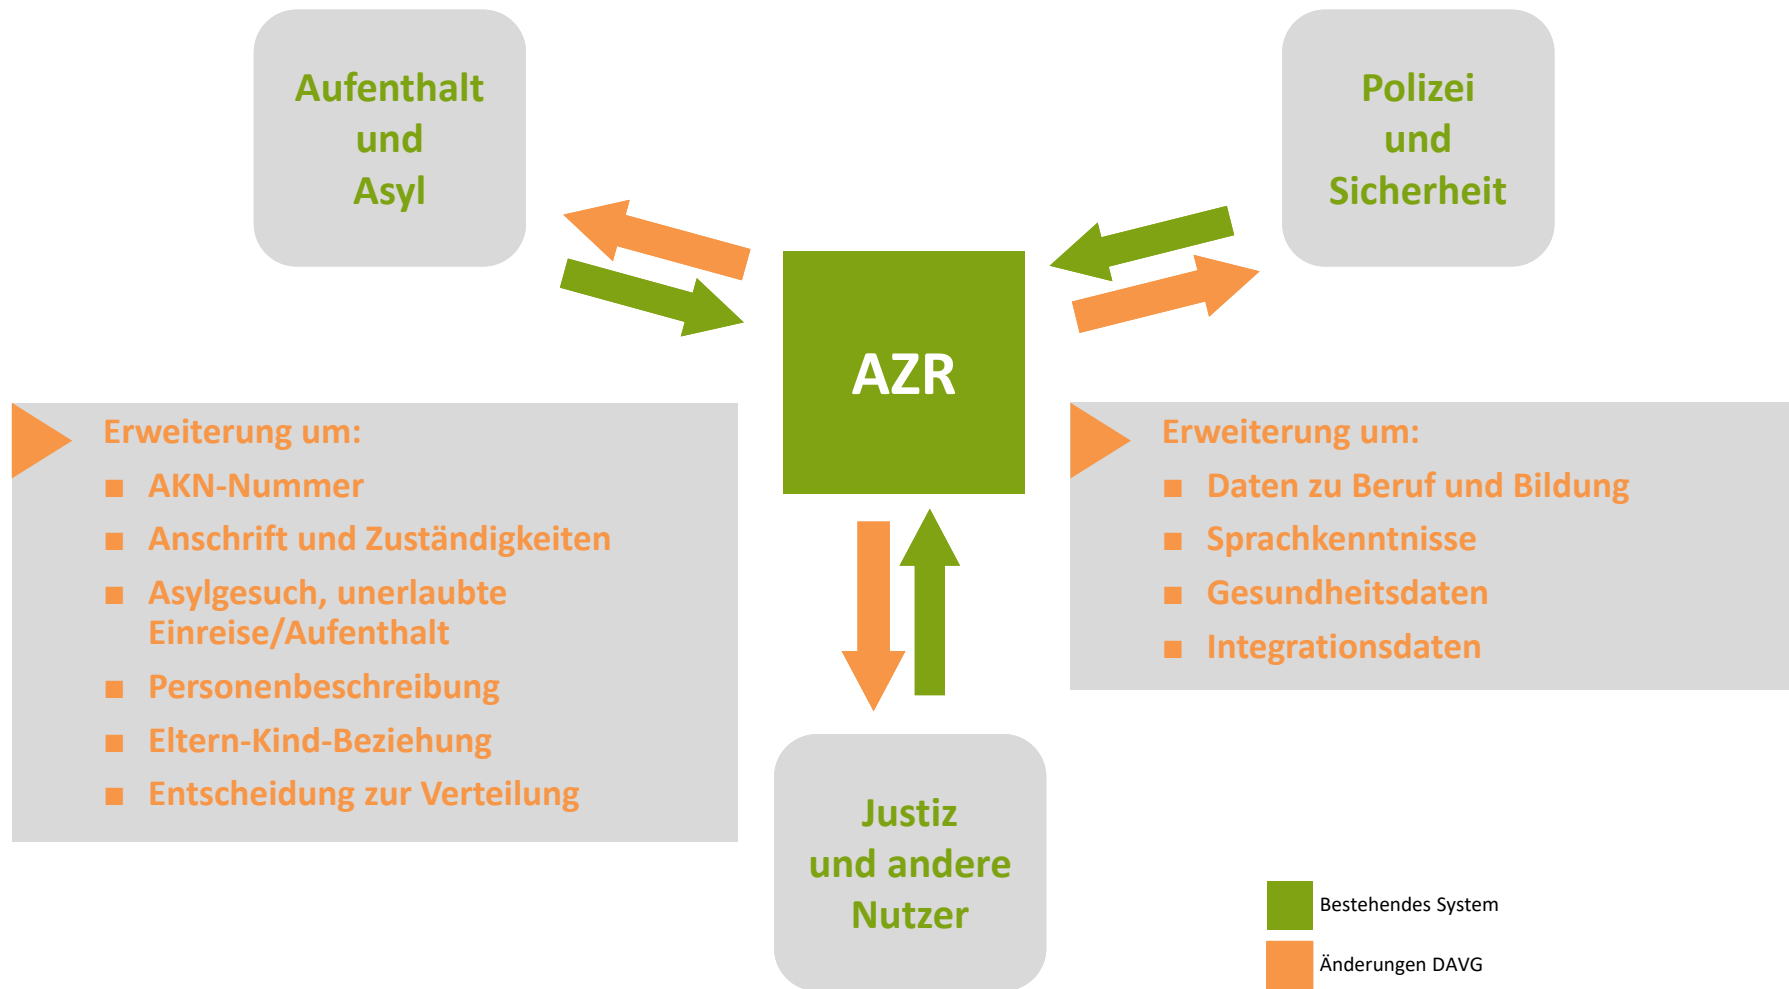 Aufenthalt
und
Asyl
Polizei
und
Sicherheit
AZR
Erweiterung um:
■ AKN-Nummer
■ Anschrift und Zuständigkeiten
■ Asylgesuch, unerlaubte
Einreise/Aufenthalt
■ Personenbeschreibung
■ Eltern-Kind-Beziehung
■ Entscheidung zur Verteilung
Erweiterung um:
■ Daten zu Beruf und Bildung
■ Sprachkenntnisse
■ Gesundheitsdaten
■ Integrationsdaten
Justiz
und andere
Nutzer
Bestehendes System
Änderungen DAVG